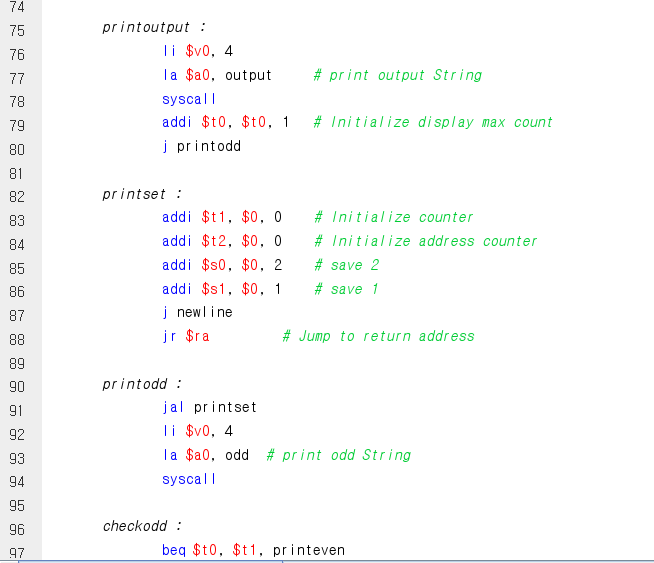 74
75 printoutput :
76 li $v0, 4
77 la $a0, output # print output String
78 syscall
79 addi $t0, $t0, 1 # Initialize display max count
80 j printodd
81
82 printset :
83 addi $t1, $0, 0 # Initialize counter
84 addi $t2, $0, 0 # Initialize address counter
85 addi $s0, $0, 2 # save 2
86 addi $s1, $0, 1 # save 1
87 j newline
88 jr $ra # Jump to return address
89
90 printodd :
91 jal printset
92 li $v0, 4
93 la $a0, odd # print odd String
94 syscall
95
96 checkodd :
97 beq $t0, $t1, printeven